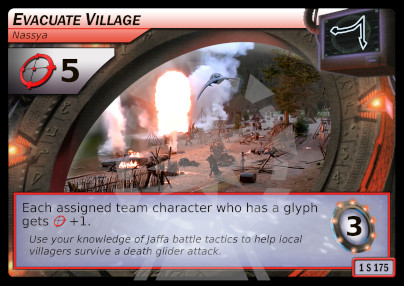 EVACUATE VILLAGE
Nassya
5
Each assigned team character who has a glyph
gets +1.
3
Use your knowledge of Jaffa battle tactics to help local
villagers survive a death glider attack.
1 S 175